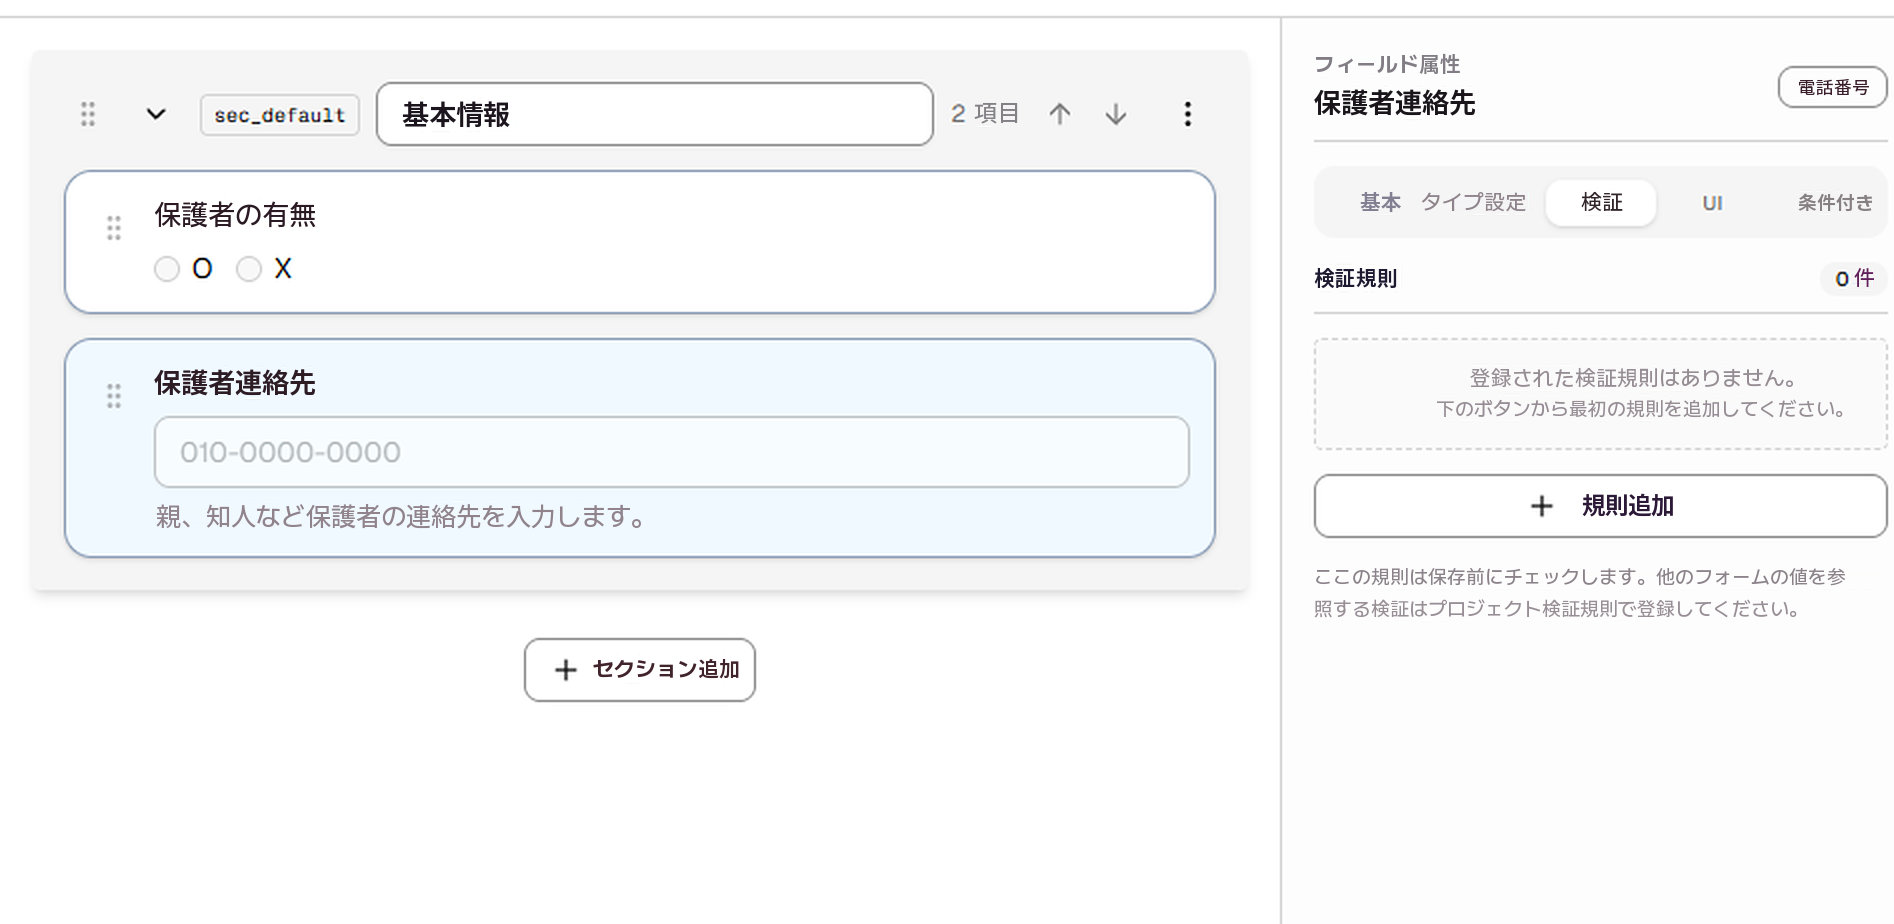 sec_default
基本情報
2 項目
保護者の有無
O X
保護者連絡先
010-0000-0000
親、知人など保護者の連絡先を入力します。
セクション追加
フィールド属性
保護者連絡先
電話番号
基本 タイプ設定 検証 UI 条件付き
検証規則
0 件
登録された検証規則はありません。
下のボタンから最初の規則を追加してください。
規則追加
ここの規則は保存前にチェックします。他のフォームの値を参
照する検証はプロジェクト検証規則で登録してください。